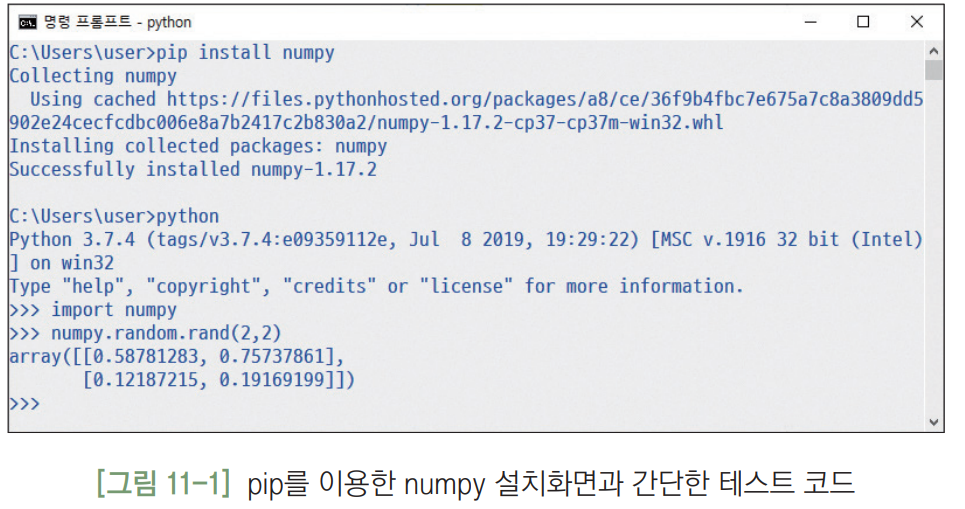 명령 프롬프트 - python
C:\Users\user>pip install numpy
Collecting numpy
  Using cached https://files.pythonhosted.org/packages/a8/ce/36f9b4fbc7e675a7c8a3809dd5
902e24cecfcdbc006e8a7b2417c2b830a2/numpy-1.17.2-cp37-cp37m-win32.whl
Installing collected packages: numpy
Successfully installed numpy-1.17.2
C:\Users\user>python
Python 3.7.4 (tags/v3.7.4:e09359112e, Jul  8 2019, 19:29:22) [MSC v.1916 32 bit (Intel)
] on win32
Type "help", "copyright", "credits" or "license" for more information.
>>> import numpy
>>> numpy.random.rand(2,2)
array([[0.58781283, 0.75737861],
       [0.12187215, 0.19169199]])
>>>
[그림 11-1] pip를 이용한 numpy 설치화면과 간단한 테스트 코드